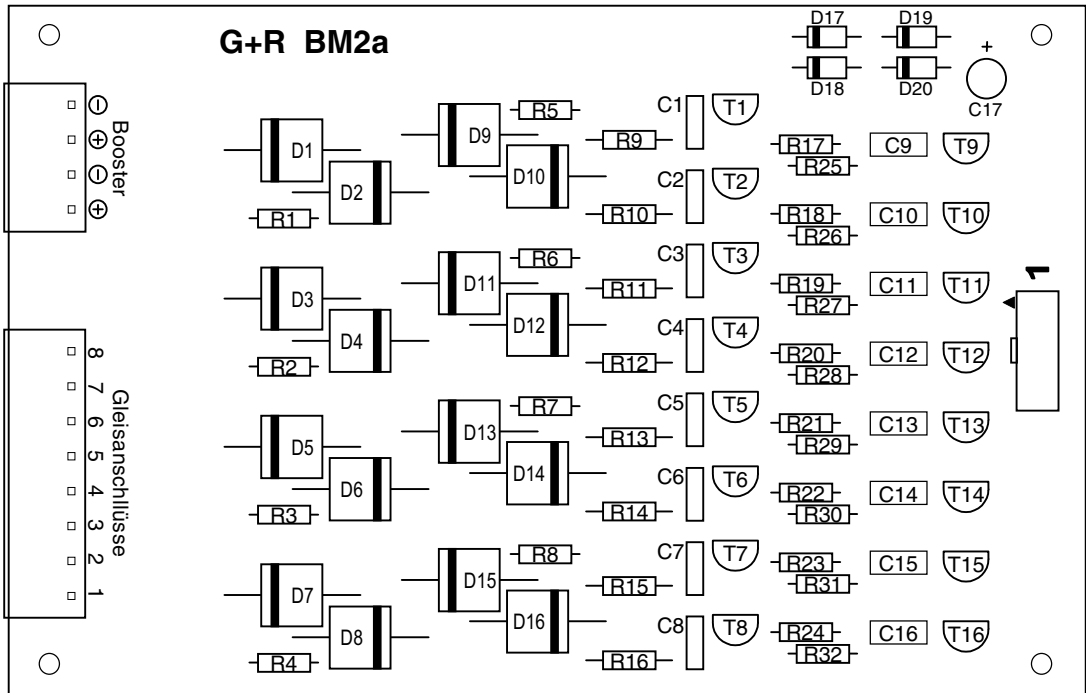 G+R BM2a
D17 D19
D18 D20
+
C17
⊖ ⊕ ⊖ ⊕
Booster
8 7 6 5 4 3 2 1
Gleisanschllüsse
D1 D9 R5 R9 C1 T1 R17 C9 T9
D2 D10 R25
R1 R10 C2 T2 R18 C10 T10
R26
D3 D11 R6 R11 C3 T3 R19 C11 T11
D4 D12 R27
R2 R12 C4 T4 R20 C12 T12
R28
D5 D13 R7 R13 C5 T5 R21 C13 T13
D6 D14 R29
R3 R14 C6 T6 R22 C14 T14
R30
D7 D15 R8 R15 C7 T7 R23 C15 T15
D8 D16 R31
R4 R16 C8 T8 R24 C16 T16
R32
1